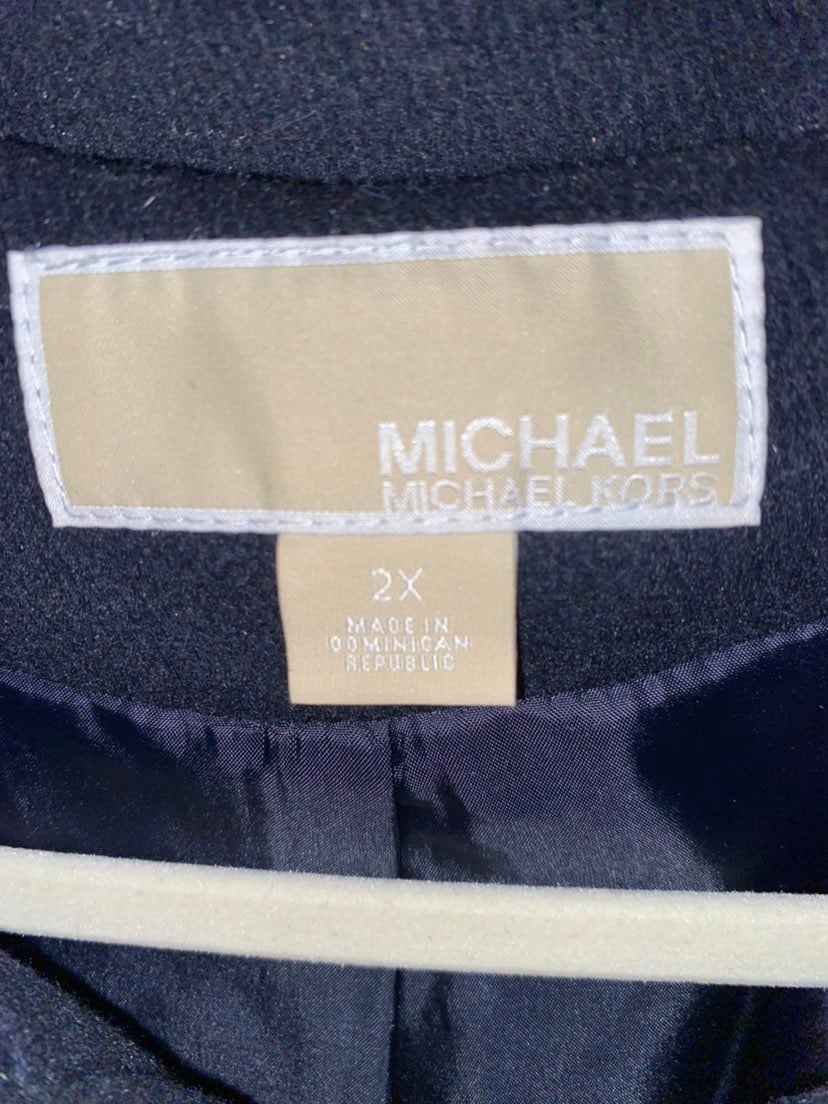 MICHAEL
MICHAEL KORS
2X
MADE IN
DOMINICAN
REPUBLIC